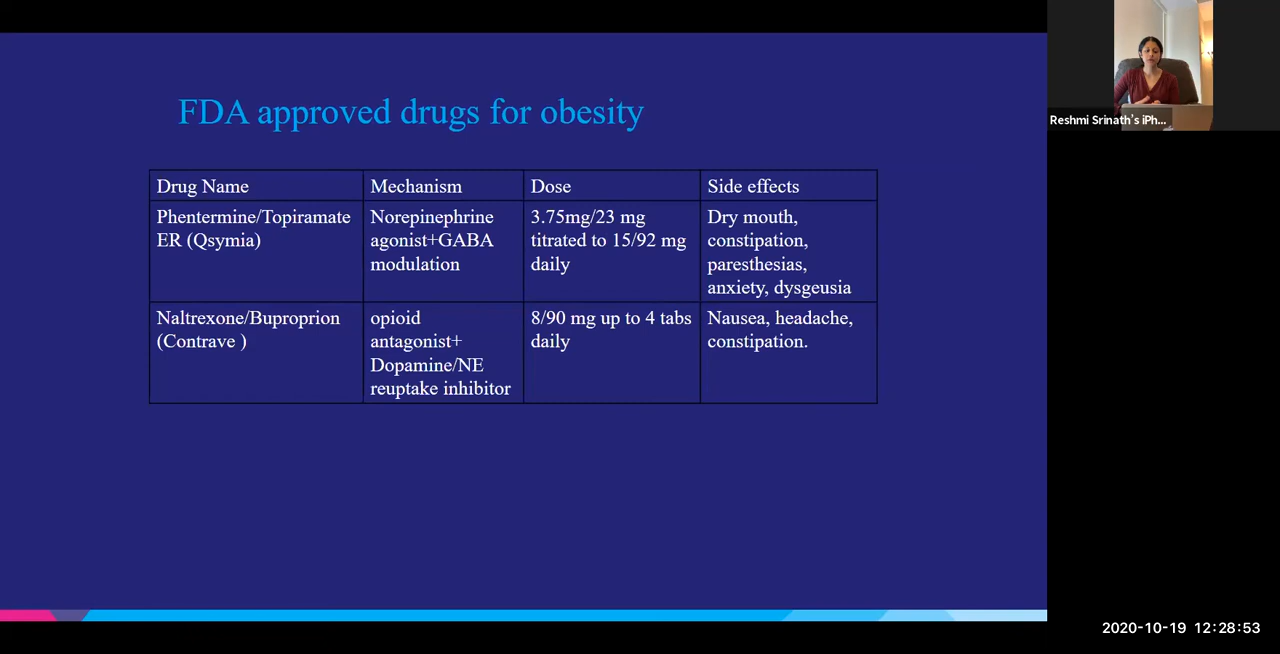 FDA approved drugs for obesity
Drug Name
Mechanism
Dose
Side effects
Phentermine/Topiramate
ER (Qsymia)
Norepinephrine
agonist+GABA
modulation
3.75mg/23 mg
titrated to 15/92 mg
daily
Dry mouth,
constipation,
paresthesias,
anxiety, dysgeusia
Naltrexone/Buproprion
(Contrave )
opioid
antagonist+
Dopamine/NE
reuptake inhibitor
8/90 mg up to 4 tabs
daily
Nausea, headache,
constipation.
Reshmi Srinath's iPh...
2020-10-19 12:28:53